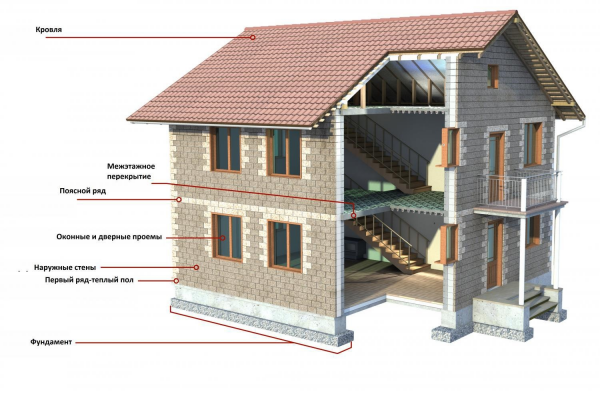 Кровля
Межэтажное
перекрытие
Поясной ряд
Оконные и дверные проемы
Наружные стены
Первый ряд-теплый пол
Фундамент